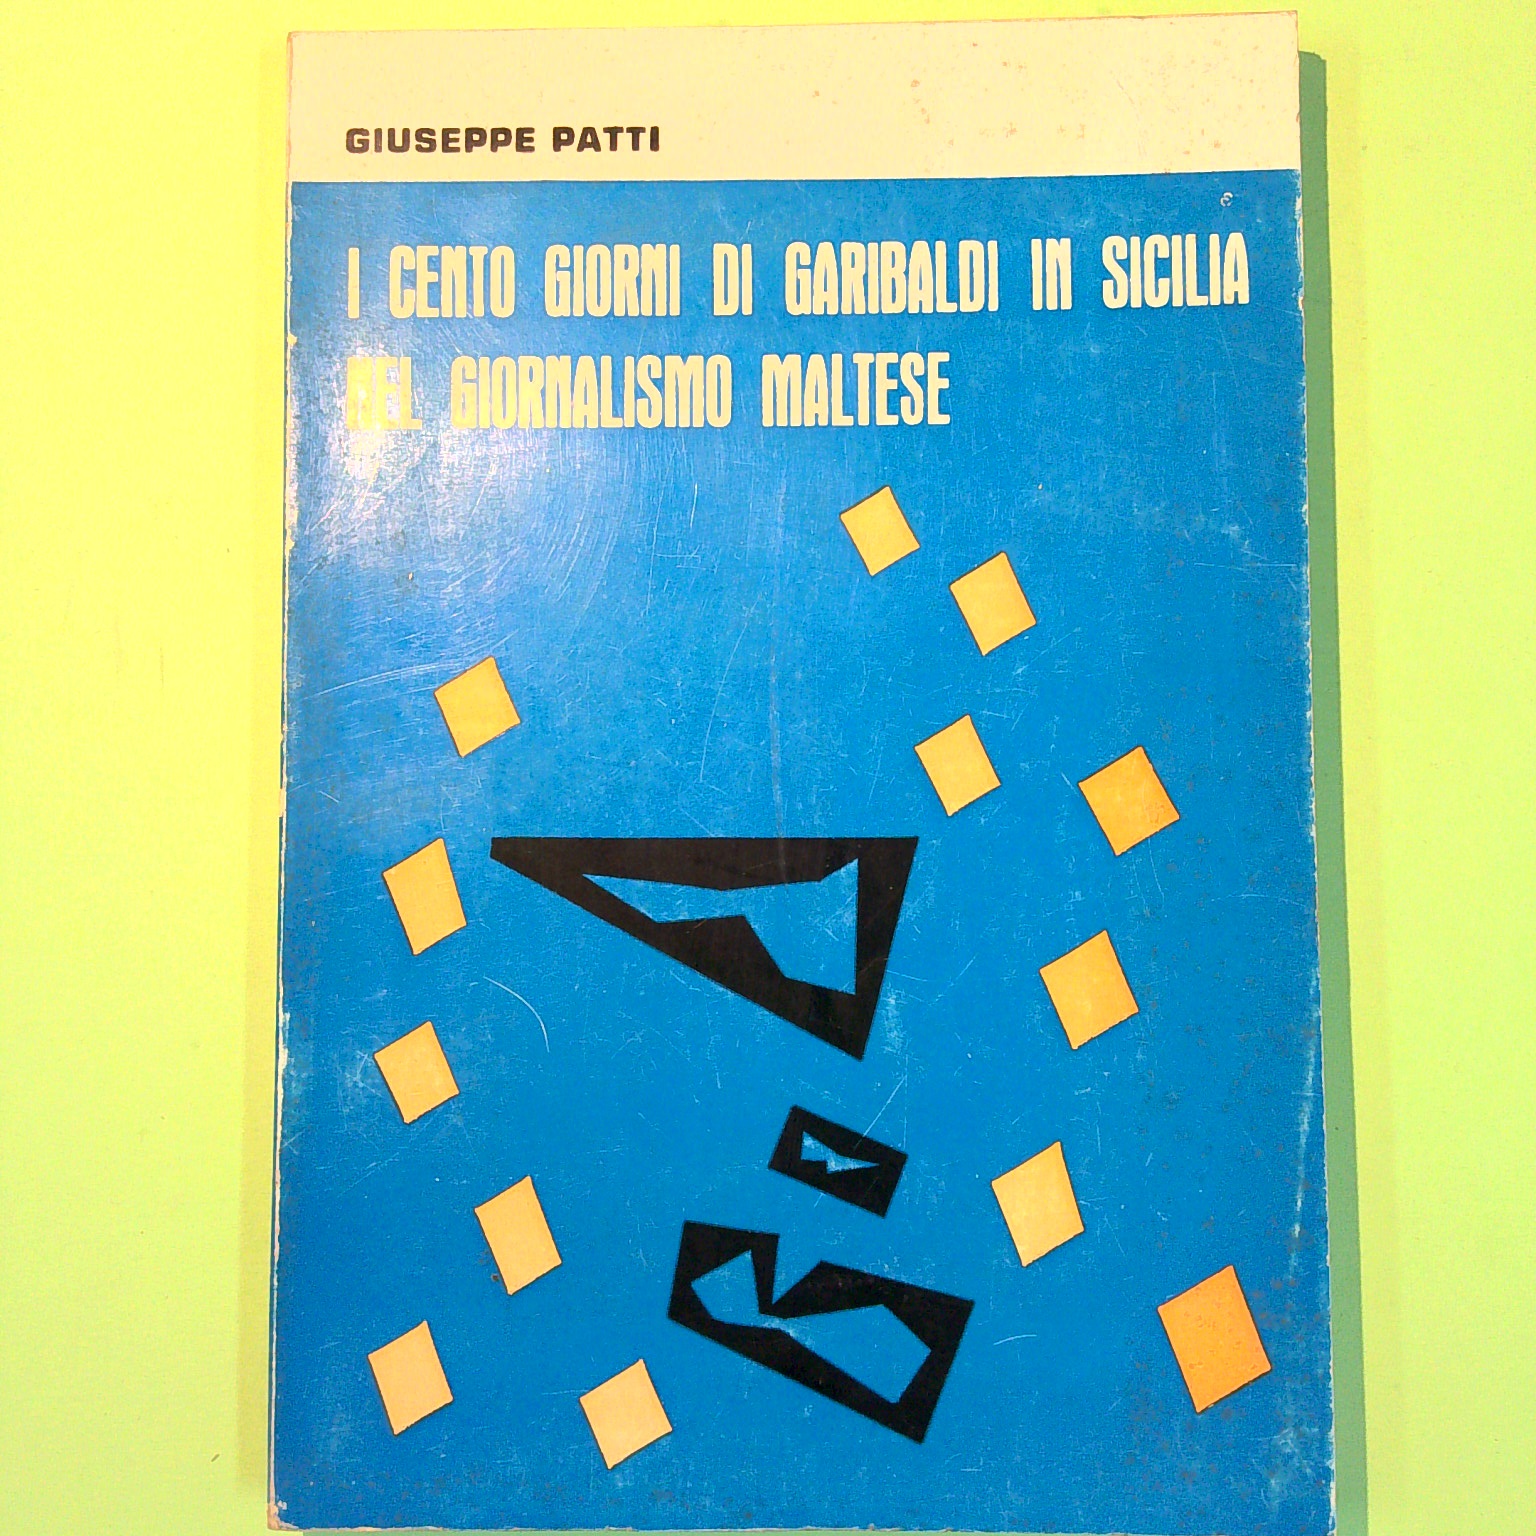 GIUSEPPE PATTI
I CENTO GIORNI DI GARIBALDI IN SICILIA
NEL GIORNALISMO MALTESE